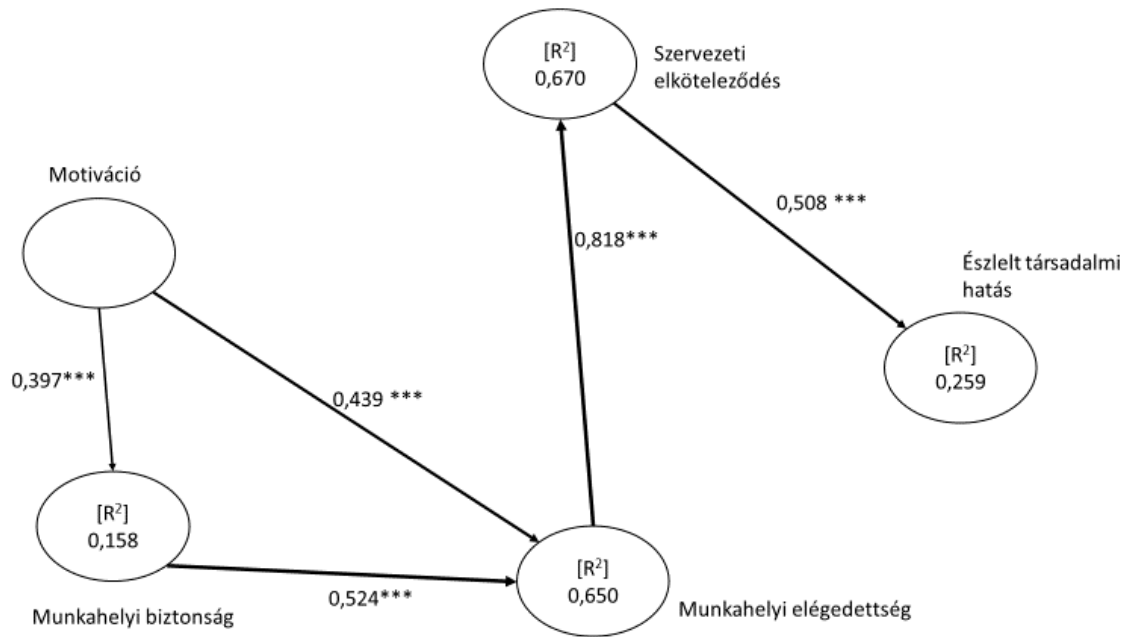 [R²]
0,670
Szervezeti
elköteleződés
Motiváció
0,508 ***
0,818***
Észlelt társadalmi
hatás
[R²]
0,259
0,397***
0,439 ***
[R²]
0,158
[R²]
0,650
0,524***
Munkahelyi biztonság
Munkahelyi elégedettség